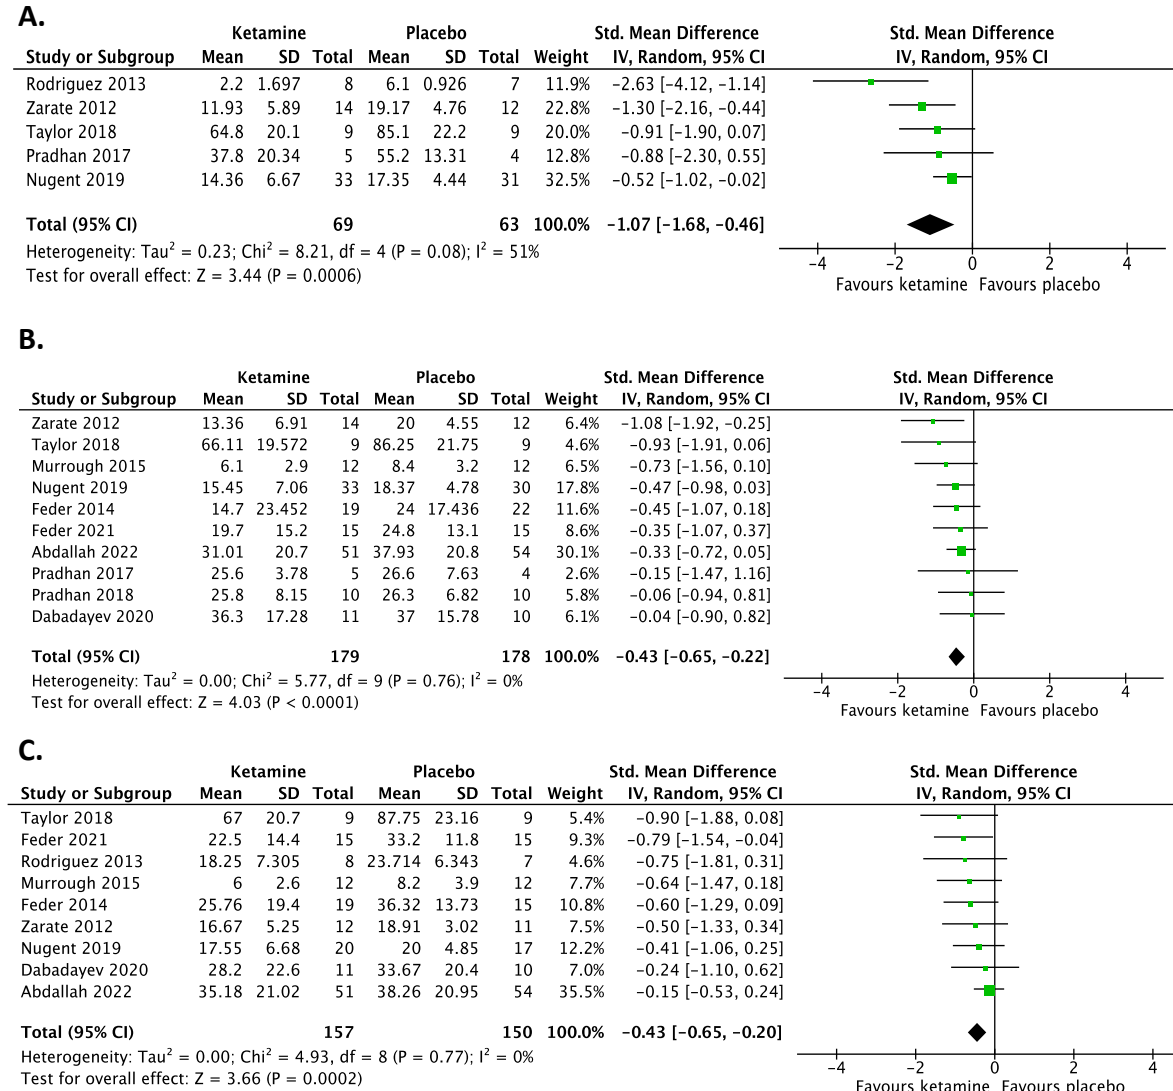 A.
Ketamine Placebo Std. Mean Difference Std. Mean Difference
Study or Subgroup Mean SD Total Mean SD Total Weight IV, Random, 95% CI IV, Random, 95% CI
Rodriguez 2013 2.2 1.697 8 6.1 0.926 7 11.9% −2.63 [−4.12, −1.14]
Zarate 2012 11.93 5.89 14 19.17 4.76 12 22.8% −1.30 [−2.16, −0.44]
Taylor 2018 64.8 20.1 9 85.1 22.2 9 20.0% −0.91 [−1.90, 0.07]
Pradhan 2017 37.8 20.34 5 55.2 13.31 4 12.8% −0.88 [−2.30, 0.55]
Nugent 2019 14.36 6.67 33 17.35 4.44 31 32.5% −0.52 [−1.02, −0.02]
Total (95% CI) 69 63 100.0% −1.07 [−1.68, −0.46]
Heterogeneity: Tau² = 0.23; Chi² = 8.21, df = 4 (P = 0.08); I² = 51%
Test for overall effect: Z = 3.44 (P = 0.0006)
−4 −2 0 2 4
Favours ketamine Favours placebo
B.
Ketamine Placebo Std. Mean Difference Std. Mean Difference
Study or Subgroup Mean SD Total Mean SD Total Weight IV, Random, 95% CI IV, Random, 95% CI
Zarate 2012 13.36 6.91 14 20 4.55 12 6.4% −1.08 [−1.92, −0.25]
Taylor 2018 66.11 19.572 9 86.25 21.75 9 4.6% −0.93 [−1.91, 0.06]
Murrough 2015 6.1 2.9 12 8.4 3.2 12 6.5% −0.73 [−1.56, 0.10]
Nugent 2019 15.45 7.06 33 18.37 4.78 30 17.8% −0.47 [−0.98, 0.03]
Feder 2014 14.7 23.452 19 24 17.436 22 11.6% −0.45 [−1.07, 0.18]
Feder 2021 19.7 15.2 15 24.8 13.1 15 8.6% −0.35 [−1.07, 0.37]
Abdallah 2022 31.01 20.7 51 37.93 20.8 54 30.1% −0.33 [−0.72, 0.05]
Pradhan 2017 25.6 3.78 5 26.6 7.63 4 2.6% −0.15 [−1.47, 1.16]
Pradhan 2018 25.8 8.15 10 26.3 6.82 10 5.8% −0.06 [−0.94, 0.81]
Dabadayev 2020 36.3 17.28 11 37 15.78 10 6.1% −0.04 [−0.90, 0.82]
Total (95% CI) 179 178 100.0% −0.43 [−0.65, −0.22]
Heterogeneity: Tau² = 0.00; Chi² = 5.77, df = 9 (P = 0.76); I² = 0%
Test for overall effect: Z = 4.03 (P < 0.0001)
−4 −2 0 2 4
Favours ketamine Favours placebo
C.
Ketamine Placebo Std. Mean Difference Std. Mean Difference
Study or Subgroup Mean SD Total Mean SD Total Weight IV, Random, 95% CI IV, Random, 95% CI
Taylor 2018 67 20.7 9 87.75 23.16 9 5.4% −0.90 [−1.88, 0.08]
Feder 2021 22.5 14.4 15 33.2 11.8 15 9.3% −0.79 [−1.54, −0.04]
Rodriguez 2013 18.25 7.305 8 23.714 6.343 7 4.6% −0.75 [−1.81, 0.31]
Murrough 2015 6 2.6 12 8.2 3.9 12 7.7% −0.64 [−1.47, 0.18]
Feder 2014 25.76 19.4 19 36.32 13.73 15 10.8% −0.60 [−1.29, 0.09]
Zarate 2012 16.67 5.25 12 18.91 3.02 11 7.5% −0.50 [−1.33, 0.34]
Nugent 2019 17.55 6.68 20 20 4.85 17 12.2% −0.41 [−1.06, 0.25]
Dabadayev 2020 28.2 22.6 11 33.67 20.4 10 7.0% −0.24 [−1.10, 0.62]
Abdallah 2022 35.18 21.02 51 38.26 20.95 54 35.5% −0.15 [−0.53, 0.24]
Total (95% CI) 157 150 100.0% −0.43 [−0.65, −0.20]
Heterogeneity: Tau² = 0.00; Chi² = 4.93, df = 8 (P = 0.77); I² = 0%
Test for overall effect: Z = 3.66 (P = 0.0002)
−4 −2 0 2 4
Favours ketamine Favours placebo